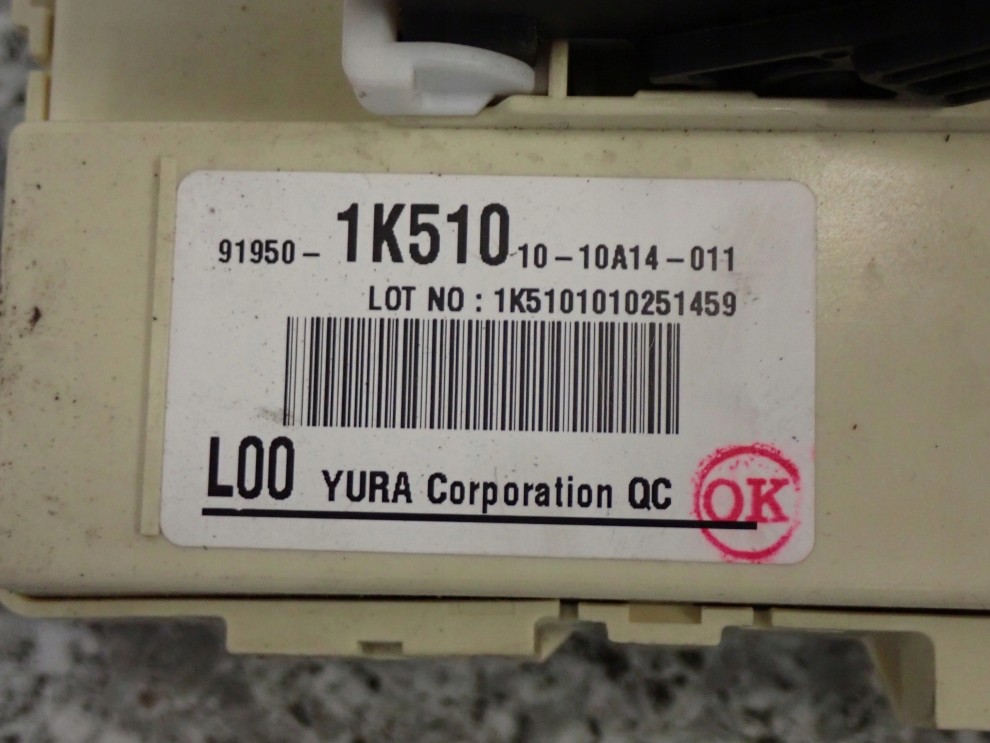 91950-1K510 10-10A14-011
LOT NO : 1K5101010251459
L00 YURA Corporation QC
OK